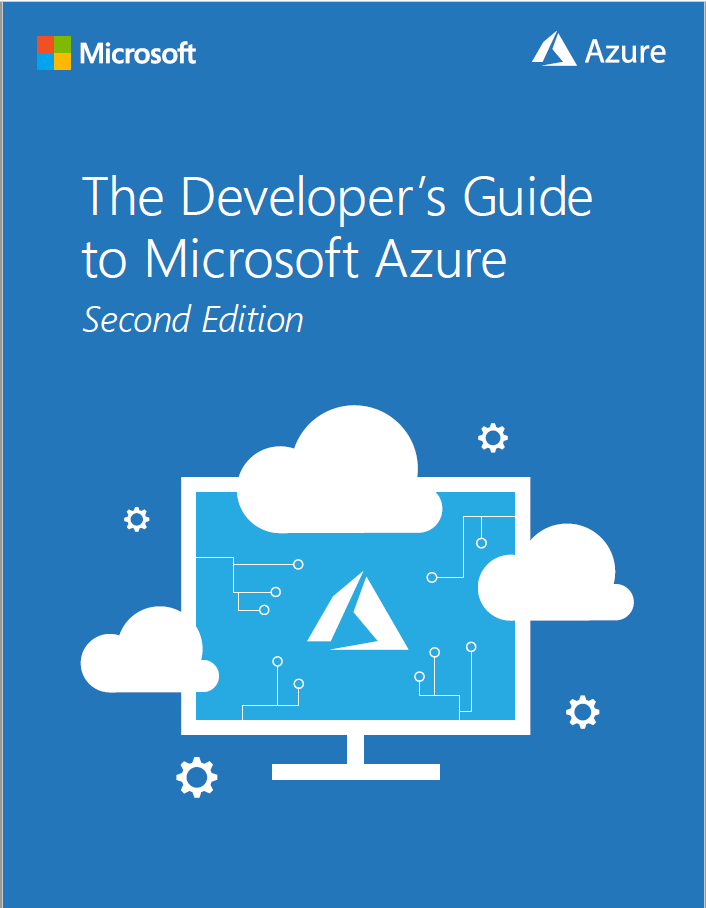 Microsoft
Azure
The Developer’s Guide
to Microsoft Azure
Second Edition